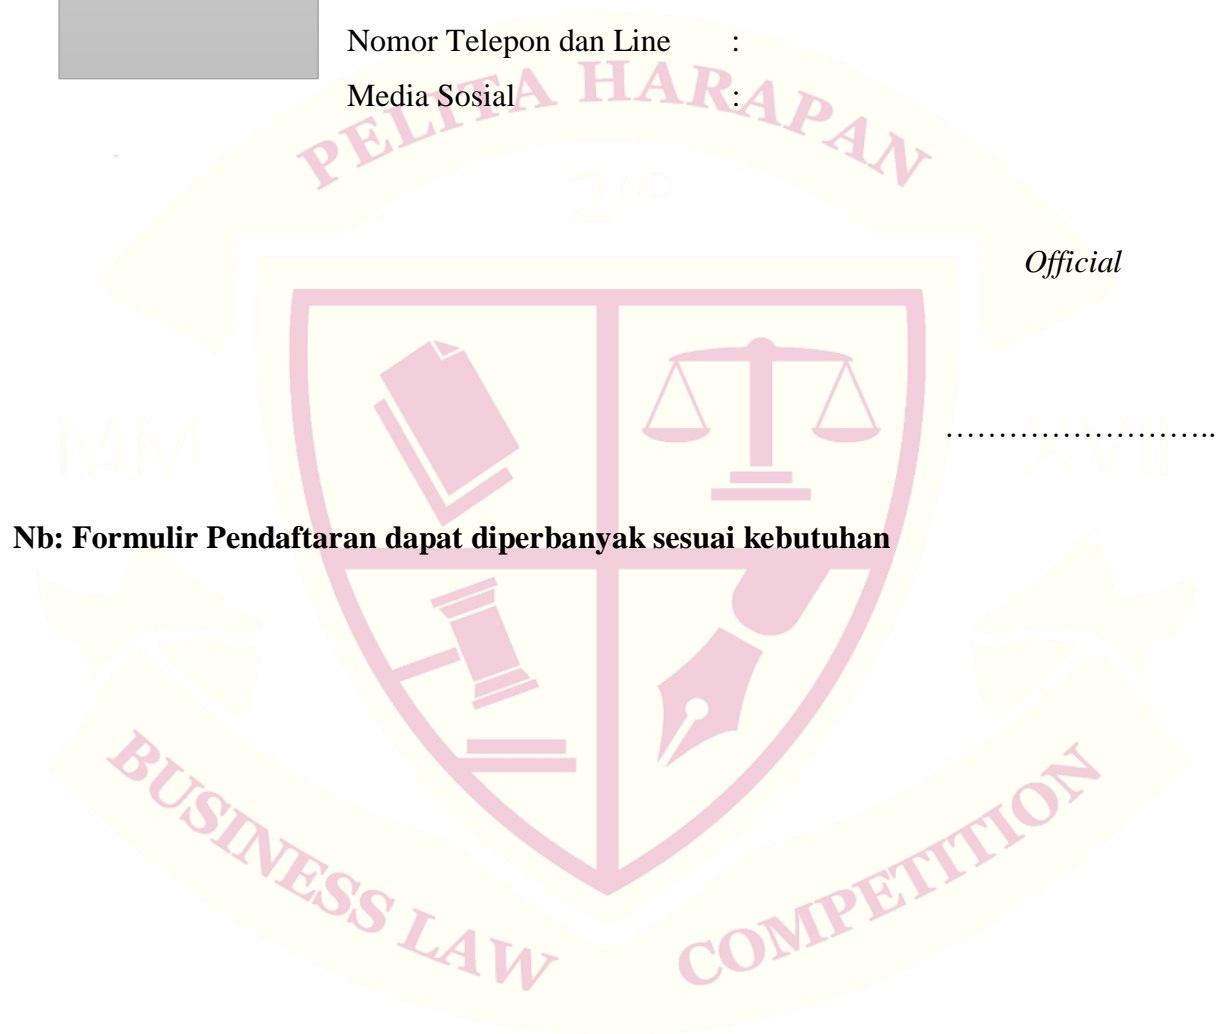 Nomor Telepon dan Line :
Media Sosial :
PELITA HARAPAN
2ND
Official
MM
XVII
……………………..
Nb: Formulir Pendaftaran dapat diperbanyak sesuai kebutuhan
BUSINESS LAW COMPETITION